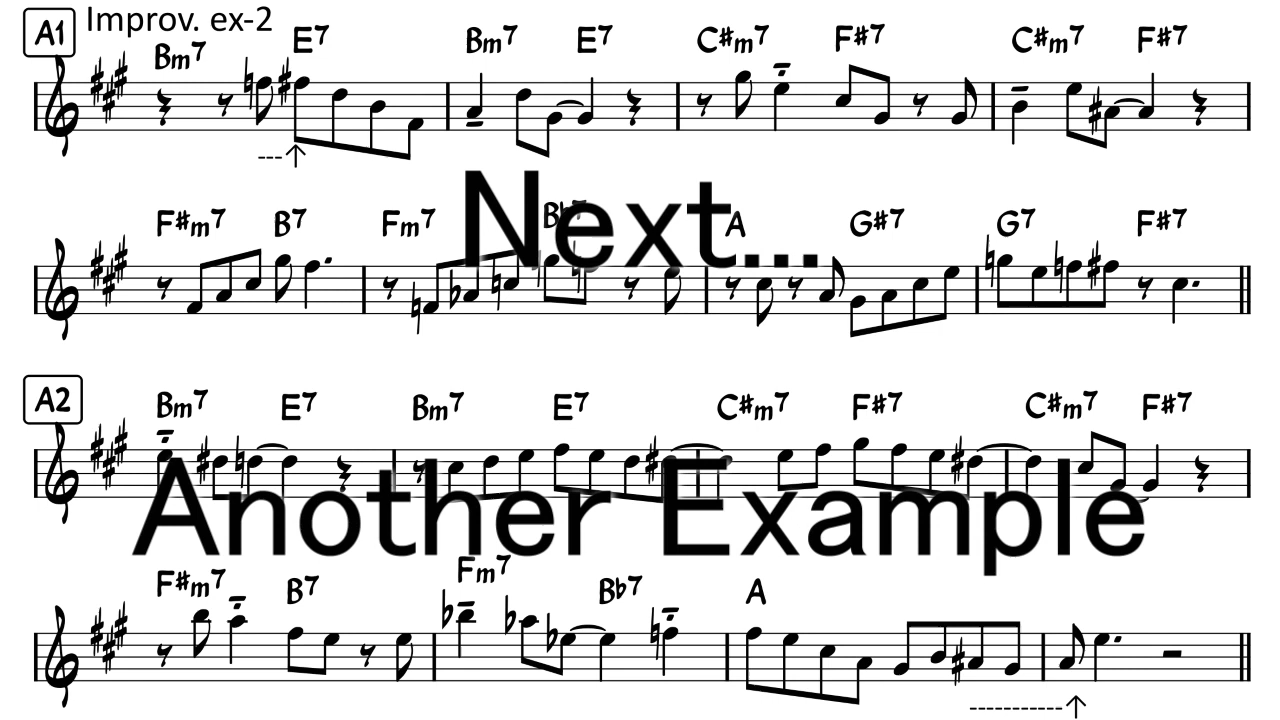 Improv. ex-2
A1
Bm7 E7 Bm7 E7 C#m7 F#7 C#m7 F#7
Next...
F#m7 B7 Fm7 Bb7 A G#7 G7 F#7
A2
Bm7 E7 Bm7 E7 C#m7 F#7 C#m7 F#7
Another Example
F#m7 B7 Fm7 Bb7 A